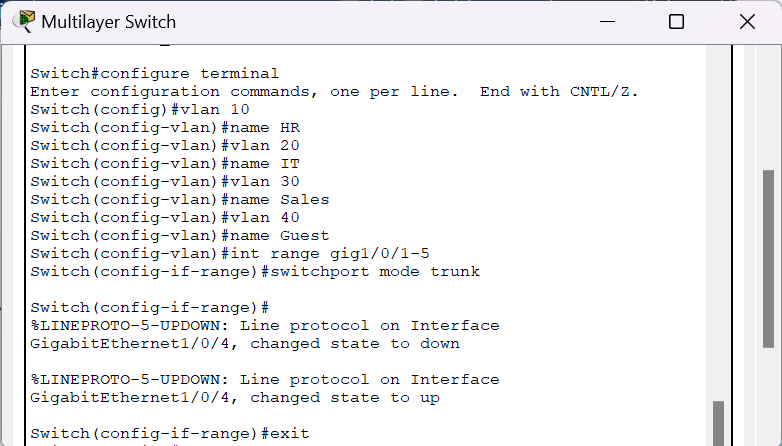 Multilayer Switch
Switch#configure terminal
Enter configuration commands, one per line.  End with CNTL/Z.
Switch(config)#vlan 10
Switch(config-vlan)#name HR
Switch(config-vlan)#vlan 20
Switch(config-vlan)#name IT
Switch(config-vlan)#vlan 30
Switch(config-vlan)#name Sales
Switch(config-vlan)#vlan 40
Switch(config-vlan)#name Guest
Switch(config-vlan)#int range gig1/0/1-5
Switch(config-if-range)#switchport mode trunk
Switch(config-if-range)#
%LINEPROTO-5-UPDOWN: Line protocol on Interface
GigabitEthernet1/0/4, changed state to down
%LINEPROTO-5-UPDOWN: Line protocol on Interface
GigabitEthernet1/0/4, changed state to up
Switch(config-if-range)#exit